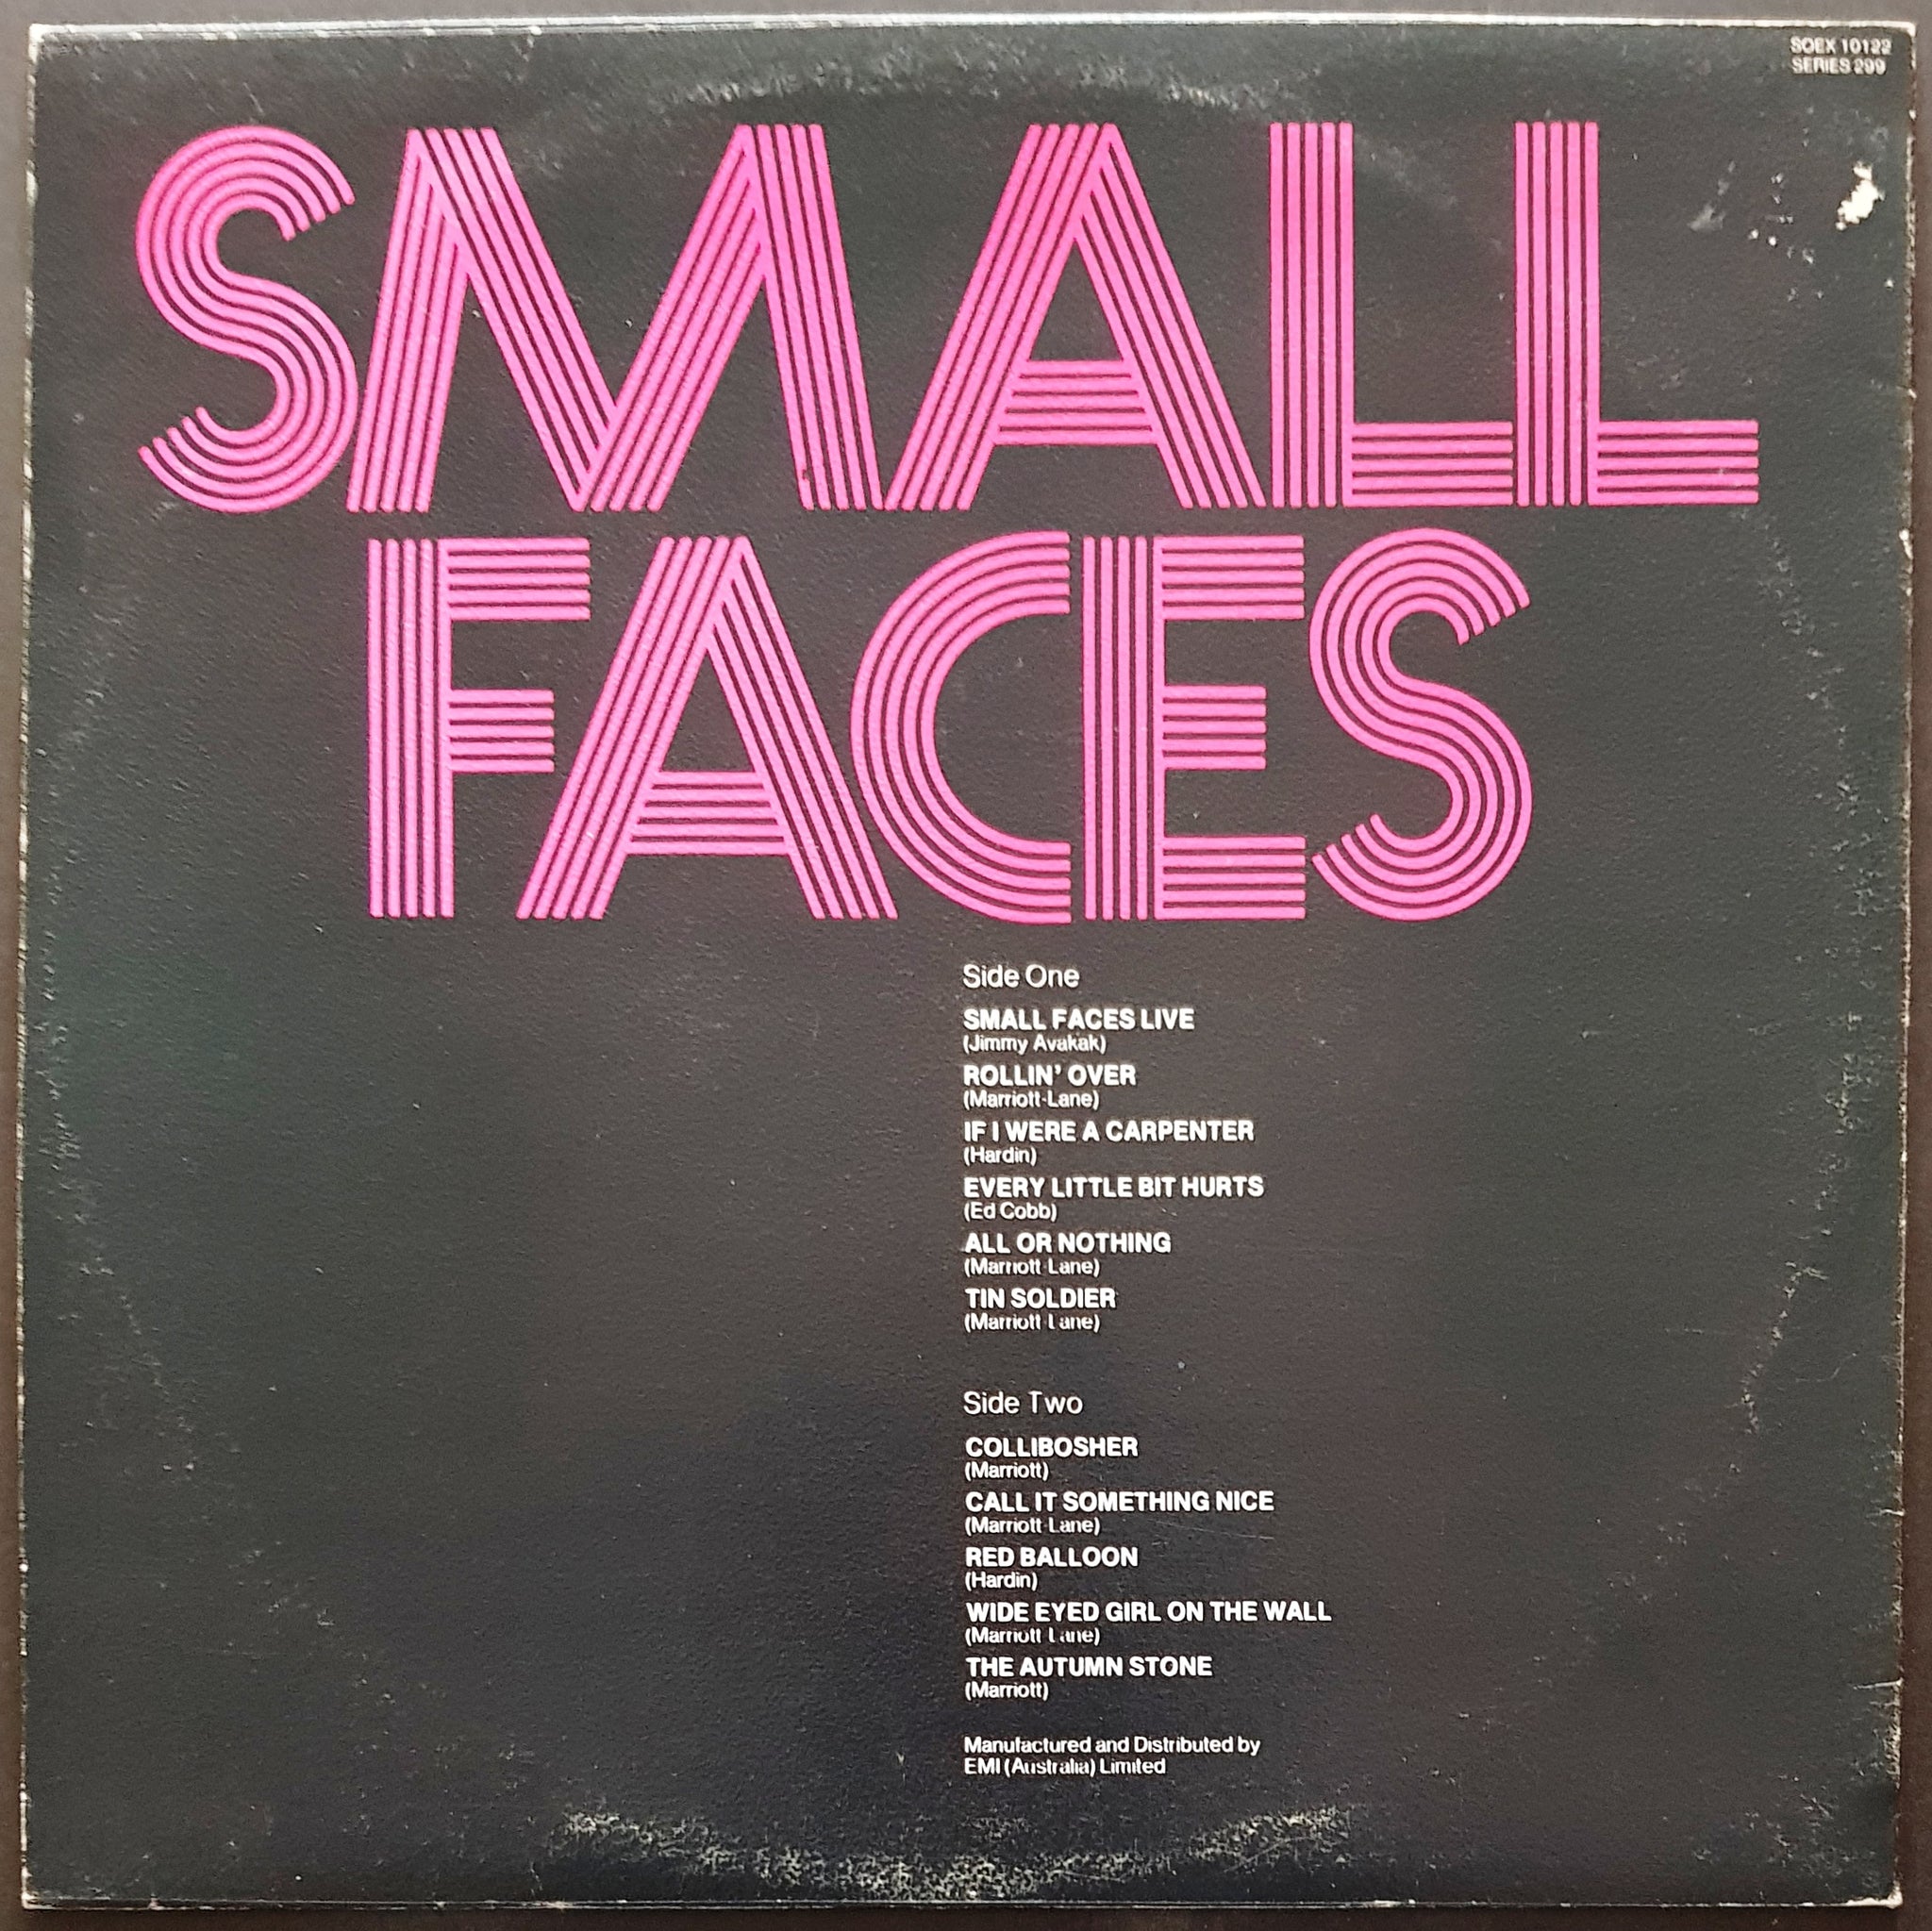 SOEX 10122
SERIES 299
SMALL
FACES
Side One
SMALL FACES LIVE
(Jimmy Avakak)
ROLLIN' OVER
(Marriott-Lane)
IF I WERE A CARPENTER
(Hardin)
EVERY LITTLE BIT HURTS
(Ed Cobb)
ALL OR NOTHING
(Marriott Lane)
TIN SOLDIER
(Marriott Lane)
Side Two
COLLIBOSHER
(Marriott)
CALL IT SOMETHING NICE
(Marriott Lane)
RED BALLOON
(Hardin)
WIDE EYED GIRL ON THE WALL
(Marriott Lane)
THE AUTUMN STONE
(Marriott)
Manufactured and Distributed by
EMI (Australia) Limited